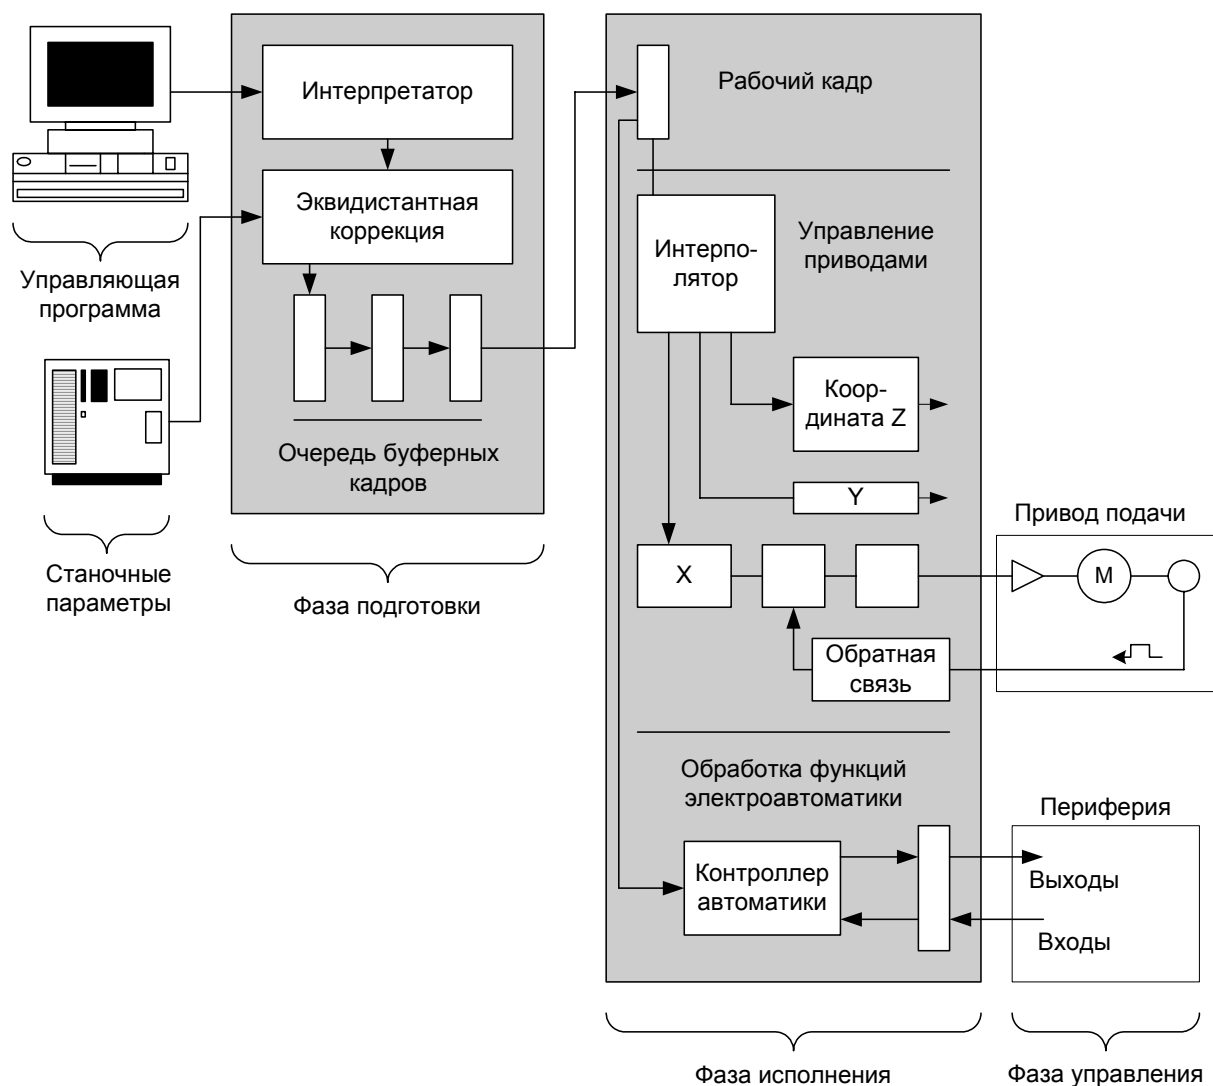 Интерпретатор
Эквидистантная
коррекция
Управляющая
программа
Очередь буферных
кадров
Станочные
параметры
Фаза подготовки
Рабочий кадр
Интерпо-
лятор
Управление
приводами
Коор-
дината Z
Y
X
Привод подачи
М
Обратная
связь
Обработка функций
электроавтоматики
Контроллер
автоматики
Периферия
Выходы
Входы
Фаза исполнения
Фаза управления